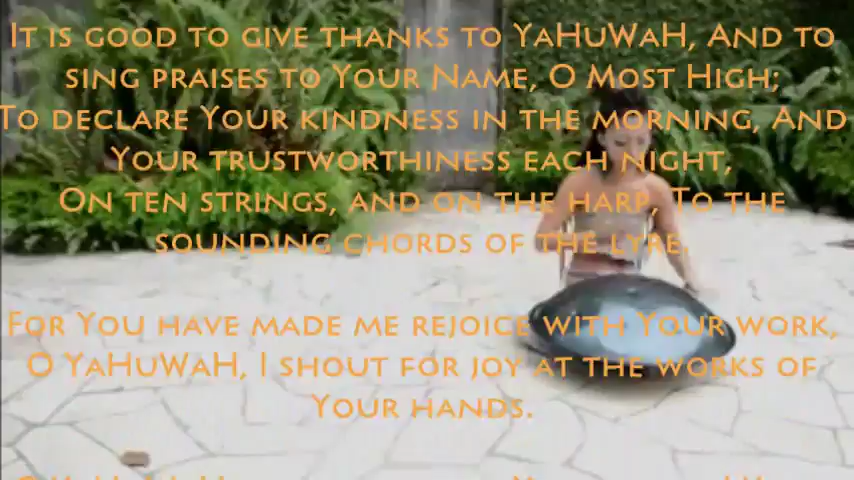 It is good to give thanks to YaHuWaH, And to
sing praises to Your Name, O Most High;
To declare Your kindness in the morning, And
Your trustworthiness each night,
On ten strings, and on the harp, To the
sounding chords of the lyre.
For You have made me rejoice with Your work,
O YaHuWaH, I shout for joy at the works of
Your hands.